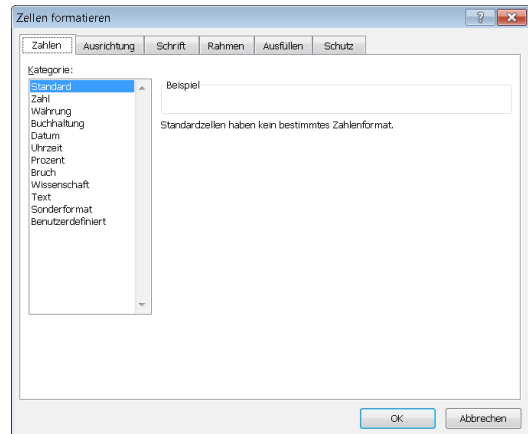 Zellen formatieren
Zahlen Ausrichtung Schrift Rahmen Ausfüllen Schutz
Kategorie:
Standard
Zahl
Währung
Buchhaltung
Datum
Uhrzeit
Prozent
Bruch
Wissenschaft
Text
Sonderformat
Benutzerdefiniert
Beispiel
Standardzellen haben kein bestimmtes Zahlenformat.
OK Abbrechen